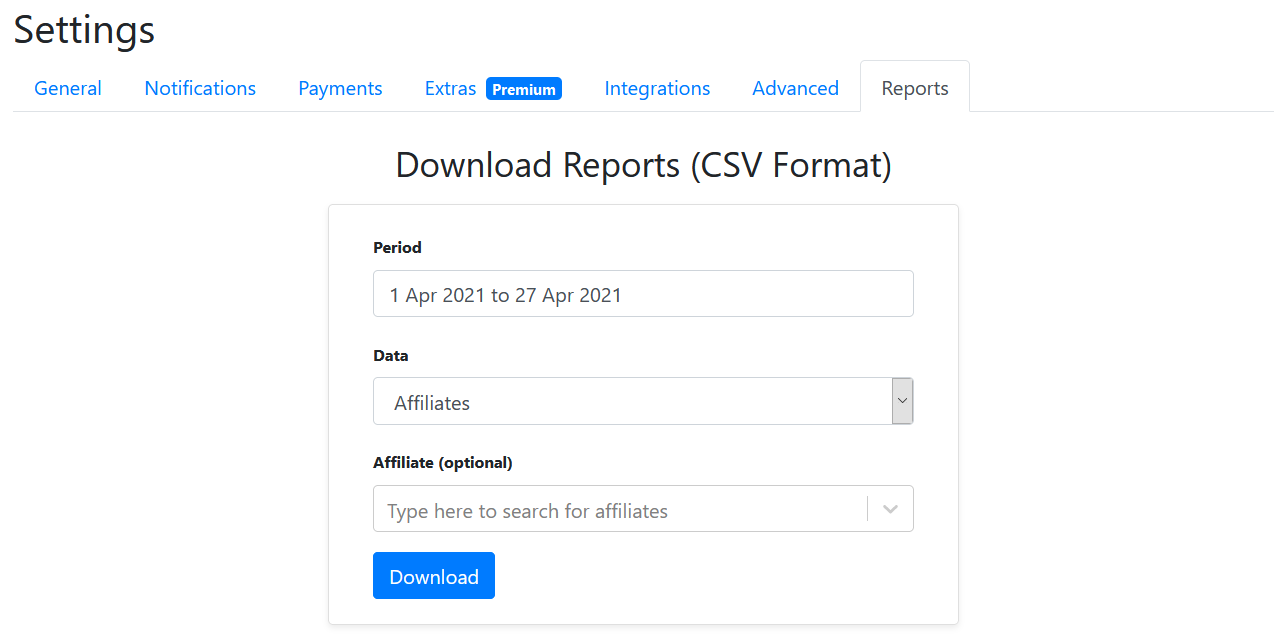 Settings
General Notifications Payments Extras Premium Integrations Advanced Reports
Download Reports (CSV Format)
Period
1 Apr 2021 to 27 Apr 2021
Data
Affiliates
Affiliate (optional)
Type here to search for affiliates
Download